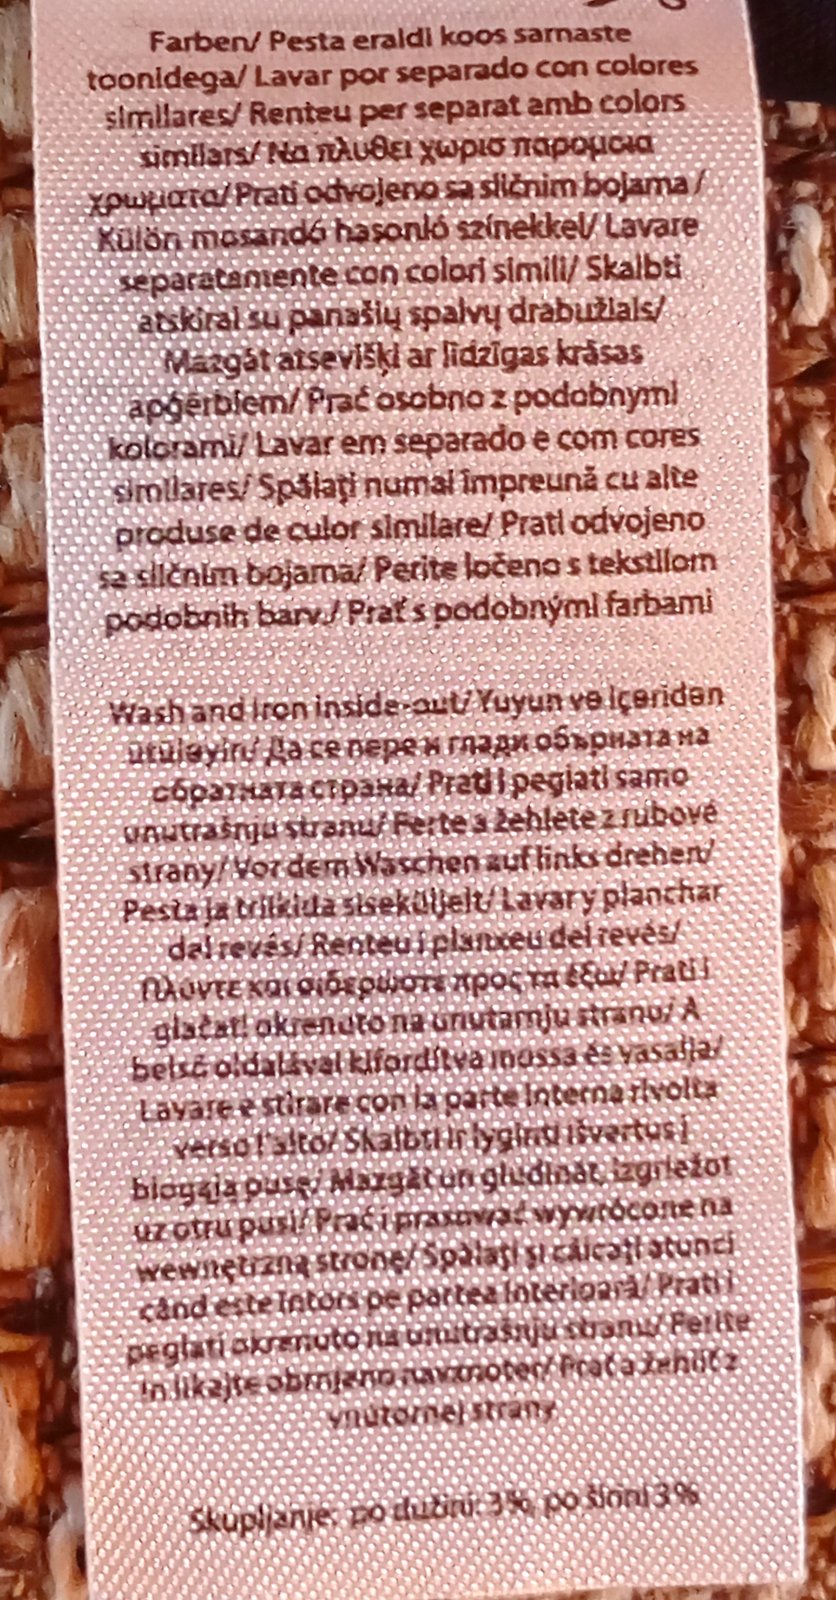 Farben/ Pesta eraldi koos sarnaste
toonidega/ Lavar por separado con colores
similares/ Renteu per separat amb colors
similars/ Να πλυθει χωρισ παρομοια
χρωματα/ Prati odvojeno sa sličnim bojama /
Külön mosandó hasonló színekkel/ Lavare
separatamente con colori simili/ Skalbti
atskirai su panašių spalvų drabužiais/
Mazgāt atsevišķi ar līdzīgas krāsas
apģērbiem/ Prać osobno z podobnymi
kolorami/ Lavar em separado e com cores
similares/ Spălaţi numai împreună cu alte
produse de culor similare/ Prati odvojeno
sa sličnim bojama/ Perite ločeno s tekstilom
podobnih barv./ Prať s podobnými farbami
Wash and iron inside-out/ Yuyun ve içeriden
ütüleyin/ Да се пере и глади обърната на
обратната страна/ Prati i peglati samo
unutrašnju stranu/ Perte a žehlete z rubové
strany/ Vor dem Waschen auf links drehen/
Pesta ja triikida siseküljelt/ Lavar y planchar
del revés/ Renteu i planxeu del revés/
Πλύντε και σιδερώστε προς τα έξω/ Prati i
glačati okrenuto na unutarnju stranu/ A
belső oldalával kifordítva mossa és vasalja/
Lavare e stirare con la parte interna rivolta
verso l'alto/ Skalbti ir lyginti išvertus į
blogąją pusę/ Mazgāt un gludināt, izgriežot
uz otru pusi/ Prać i prasować wywrócone na
wewnętrzną stronę/ Spălaţi şi călcaţi atunci
când este întors pe partea interioară/ Prati i
peglati okrenuto na unutrašnju stranu/ Perite
in likajte obrnjeno navznoter/ Prať a žehliť z
vnútornej strany
Skupljanje: po dužini: 3%, po širini 3%